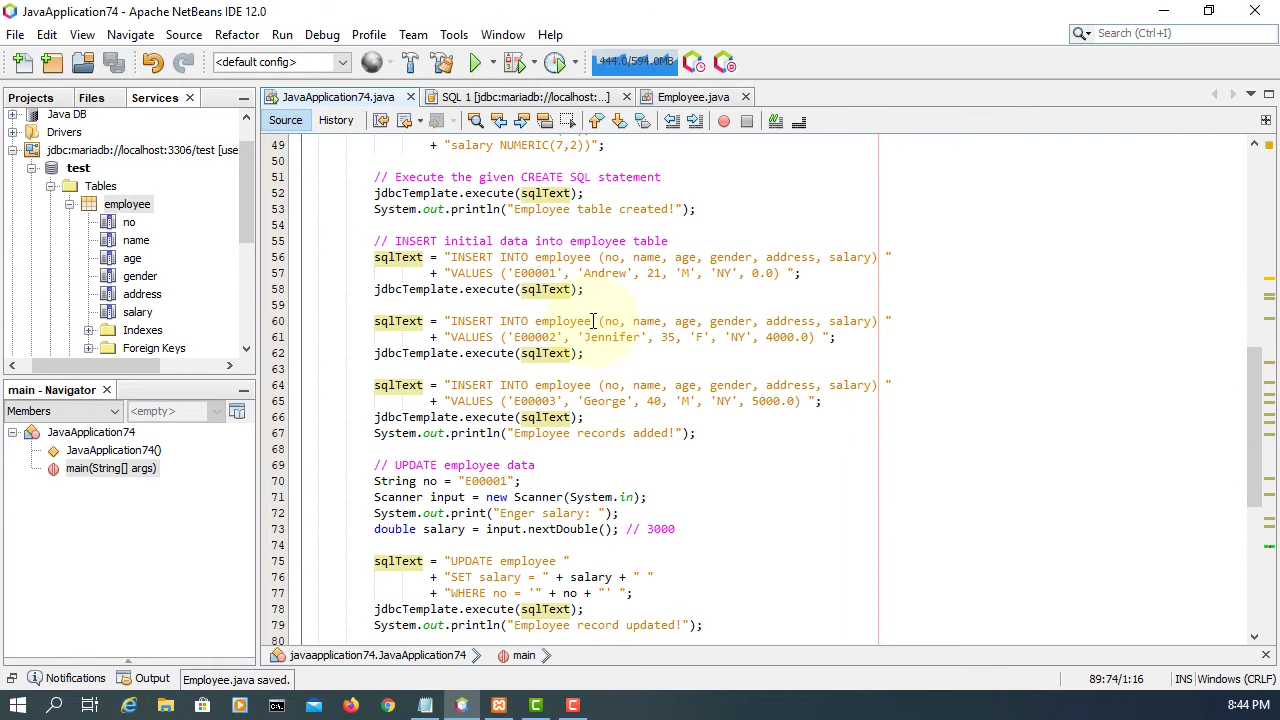 JavaApplication74 - Apache NetBeans IDE 12.0
File Edit View Navigate Source Refactor Run Debug Profile Team Tools Window Help
Search (Ctrl+I)
<default config>
444.0/594.0MB
Projects Files Services
JavaApplication74.java SQL 1 [jdbc:mariadb://localhost:...] Employee.java
Java DB
Drivers
jdbc:mariadb://localhost:3306/test [use
test
Tables
employee
no
name
age
gender
address
salary
Indexes
Foreign Keys
main - Navigator
Members <empty>
JavaApplication74
JavaApplication74()
main(String[] args)
Source History
49 + "salary NUMERIC(7,2))";
50
51 // Execute the given CREATE SQL statement
52 jdbcTemplate.execute(sqlText);
53 System.out.println("Employee table created!");
54
55 // INSERT initial data into employee table
56 sqlText = "INSERT INTO employee (no, name, age, gender, address, salary) "
57 + "VALUES ('E00001', 'Andrew', 21, 'M', 'NY', 0.0) ";
58 jdbcTemplate.execute(sqlText);
59
60 sqlText = "INSERT INTO employee (no, name, age, gender, address, salary) "
61 + "VALUES ('E00002', 'Jennifer', 35, 'F', 'NY', 4000.0) ";
62 jdbcTemplate.execute(sqlText);
63
64 sqlText = "INSERT INTO employee (no, name, age, gender, address, salary) "
65 + "VALUES ('E00003', 'George', 40, 'M', 'NY', 5000.0) ";
66 jdbcTemplate.execute(sqlText);
67 System.out.println("Employee records added!");
68
69 // UPDATE employee data
70 String no = "E00001";
71 Scanner input = new Scanner(System.in);
72 System.out.print("Enger salary: ");
73 double salary = input.nextDouble(); // 3000
74
75 sqlText = "UPDATE employee "
76 + "SET salary = " + salary + " "
77 + "WHERE no = '" + no + "' ";
78 jdbcTemplate.execute(sqlText);
79 System.out.println("Employee record updated!");
80
javaapplication74.JavaApplication74 main
Notifications Output Employee.java saved. 89:74/1:16 INS Windows (CRLF)
8:44 PM